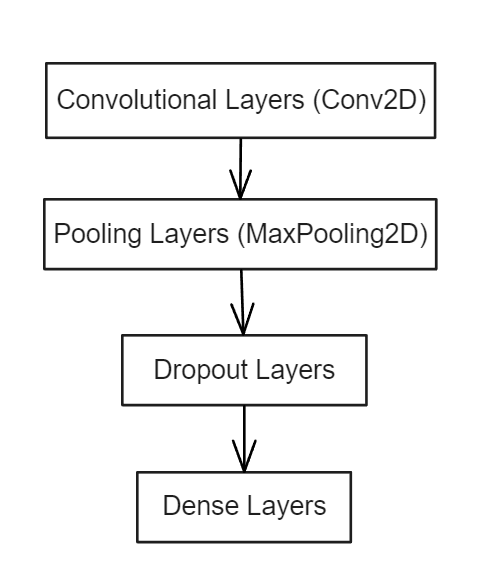 Convolutional Layers (Conv2D)
Pooling Layers (MaxPooling2D)
Dropout Layers
Dense Layers